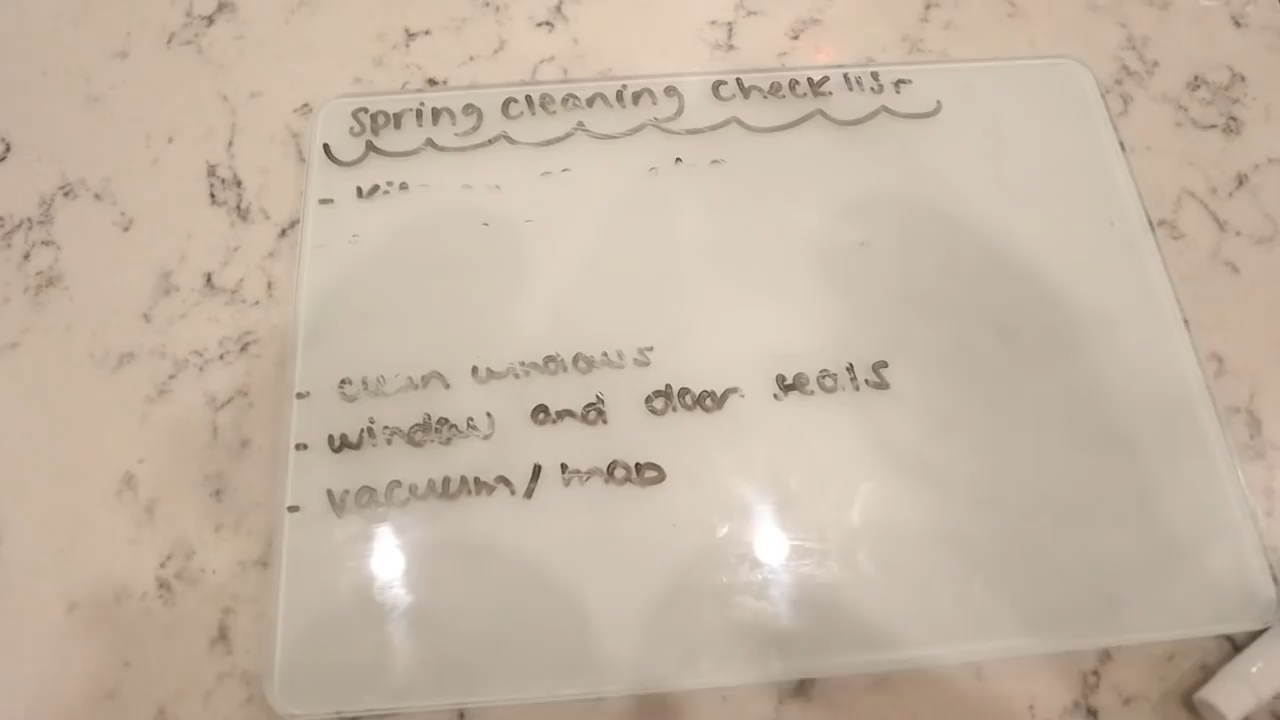 spring cleaning checklist
- clean windows
- window and door seals
- vacuum/mop